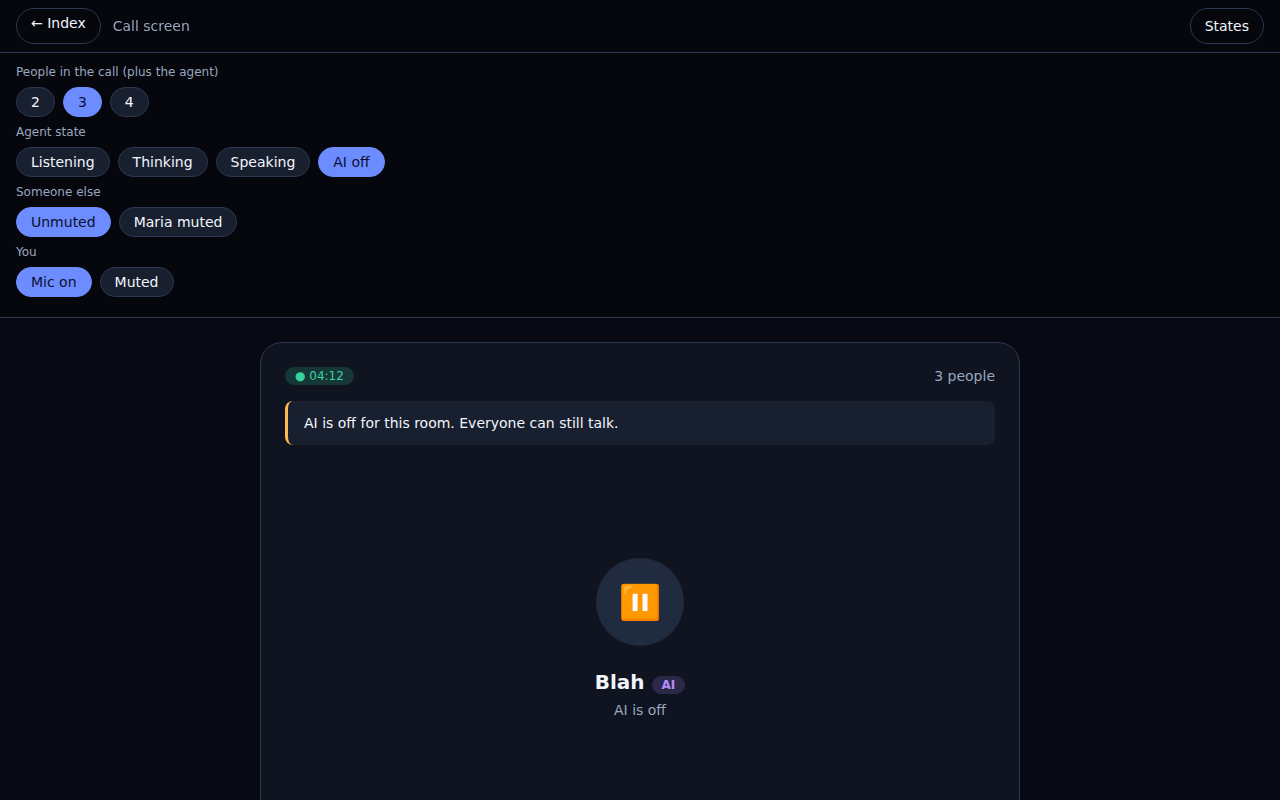 ← Index
Call screen
States
People in the call (plus the agent)
2
3
4
Agent state
Listening
Thinking
Speaking
AI off
Someone else
Unmuted
Maria muted
You
Mic on
Muted
04:12
3 people
AI is off for this room. Everyone can still talk.
Blah
AI
AI is off